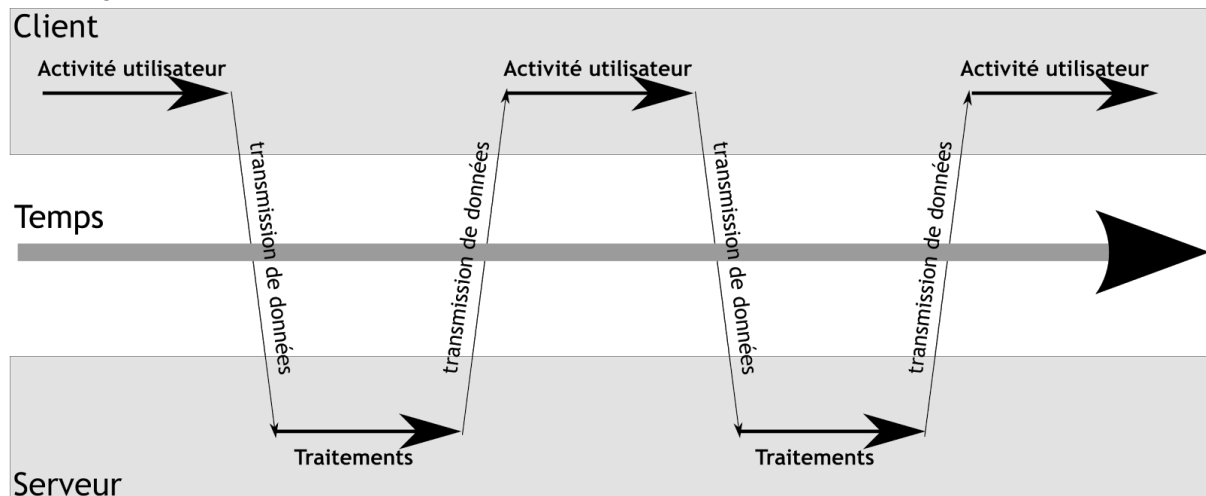 Client
Activité utilisateur
Activité utilisateur
Activité utilisateur
transmission de données
transmission de données
transmission de données
transmission de données
Temps
Traitements
Traitements
Serveur